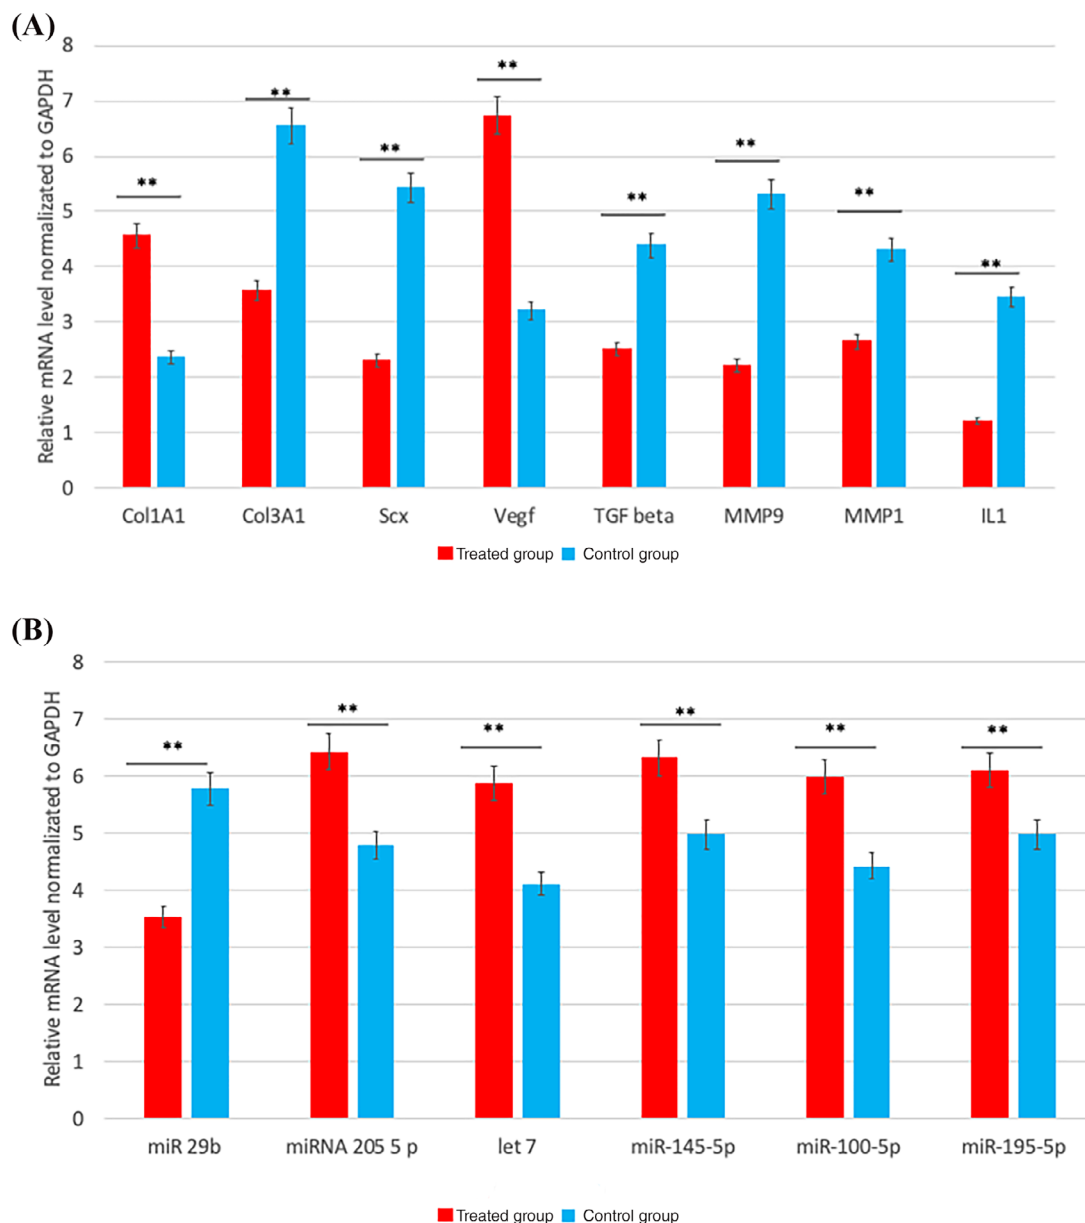 (A)
Relative mRNA level normalizated to GAPDH
8
7
6
5
4
3
2
1
0
** ** ** ** ** ** ** **
Col1A1 Col3A1 Scx Vegf TGF beta MMP9 MMP1 IL1
Treated group Control group
(B)
Relative mRNA level normalizated to GAPDH
8
7
6
5
4
3
2
1
0
** ** ** ** ** **
miR 29b miRNA 205 5 p let 7 miR-145-5p miR-100-5p miR-195-5p
Treated group Control group